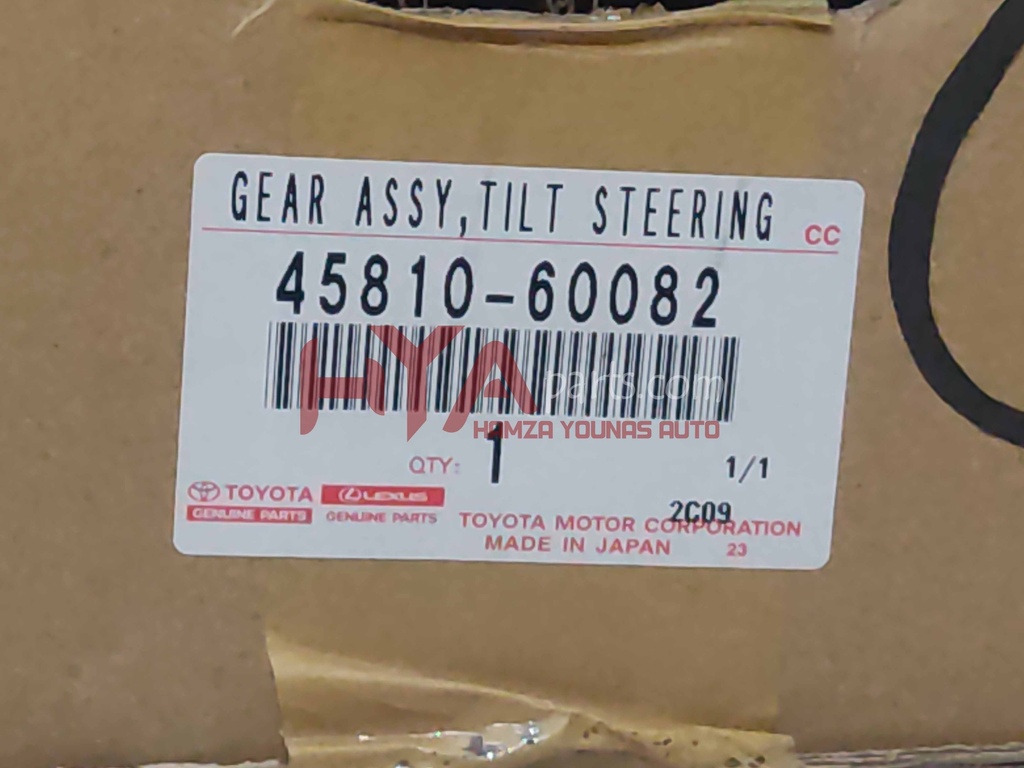 GEAR ASSY,TILT STEERING CC
45810-60082
HYA parts.com
HAMZA YOUNAS AUTO
QTY: 1 1/1
TOYOTA LEXUS
GENUINE PARTS GENUINE PARTS
2C09
TOYOTA MOTOR CORPORATION
MADE IN JAPAN 23